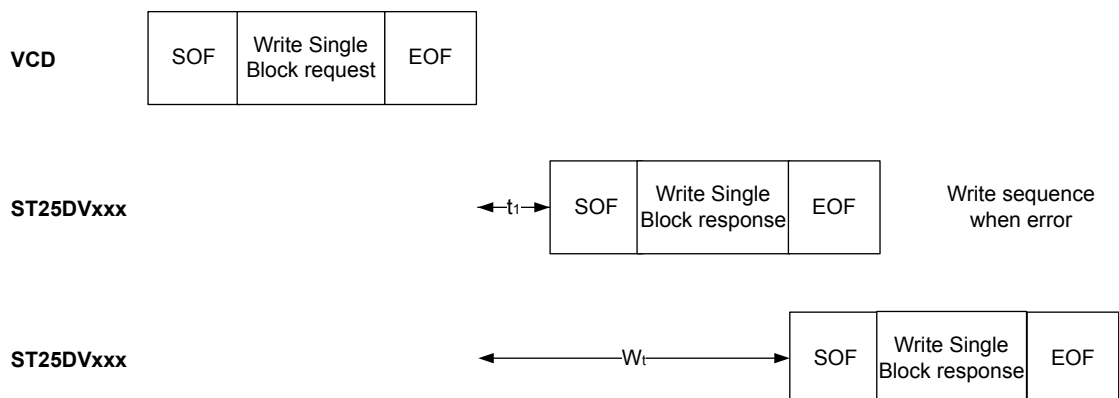 VCD
SOF
Write Single
Block request
EOF
ST25DVxxx
t1
SOF
Write Single
Block response
EOF
Write sequence
when error
ST25DVxxx
Wt
SOF
Write Single
Block response
EOF